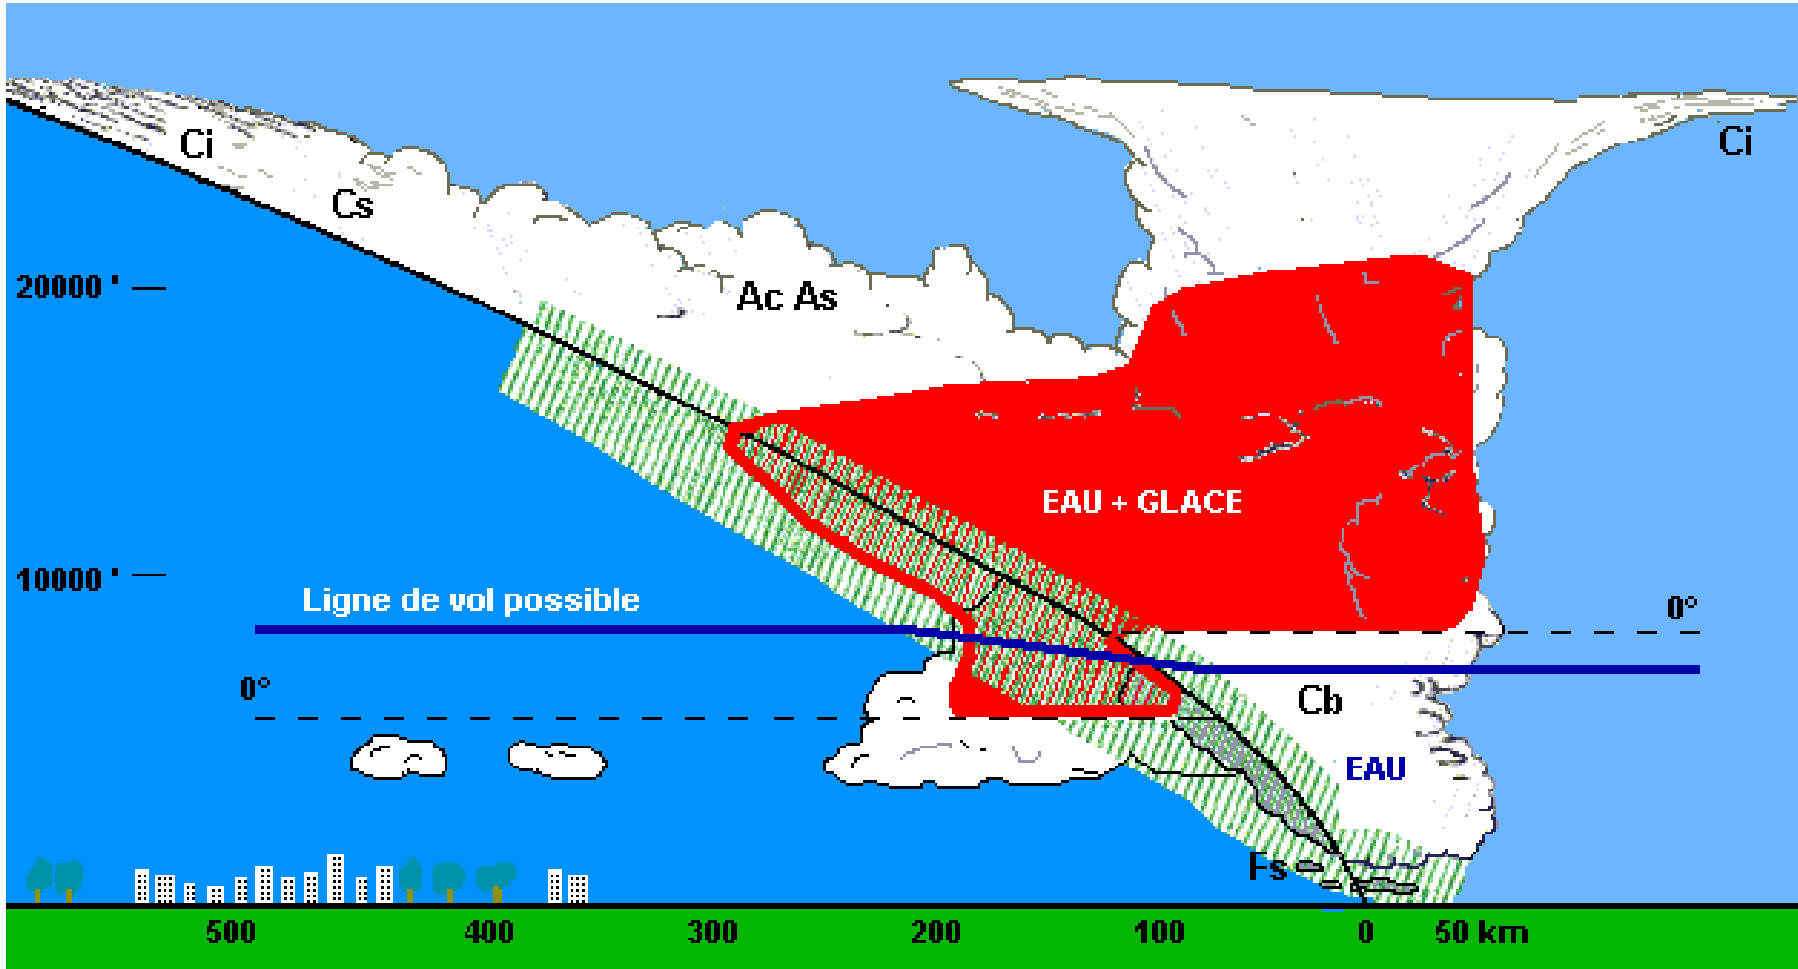 Ci
Ci
Cs
20000 '
Ac As
EAU + GLACE
10000 '
Ligne de vol possible
0°
0°
Cb
EAU
Fs
500 400 300 200 100 0 50 km